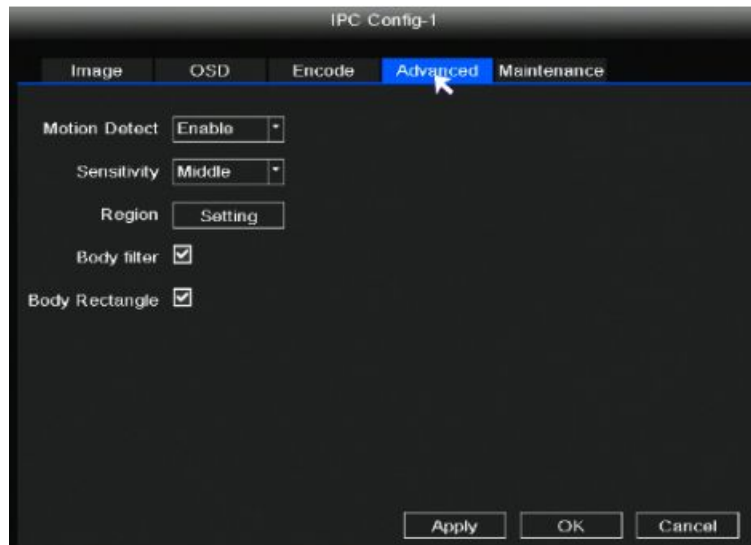 IPC Config-1
Image OSD Encode Advanced Maintenance
Motion Detect Enable
Sensitivity Middle
Region Setting
Body filter
Body Rectangle
Apply OK Cancel